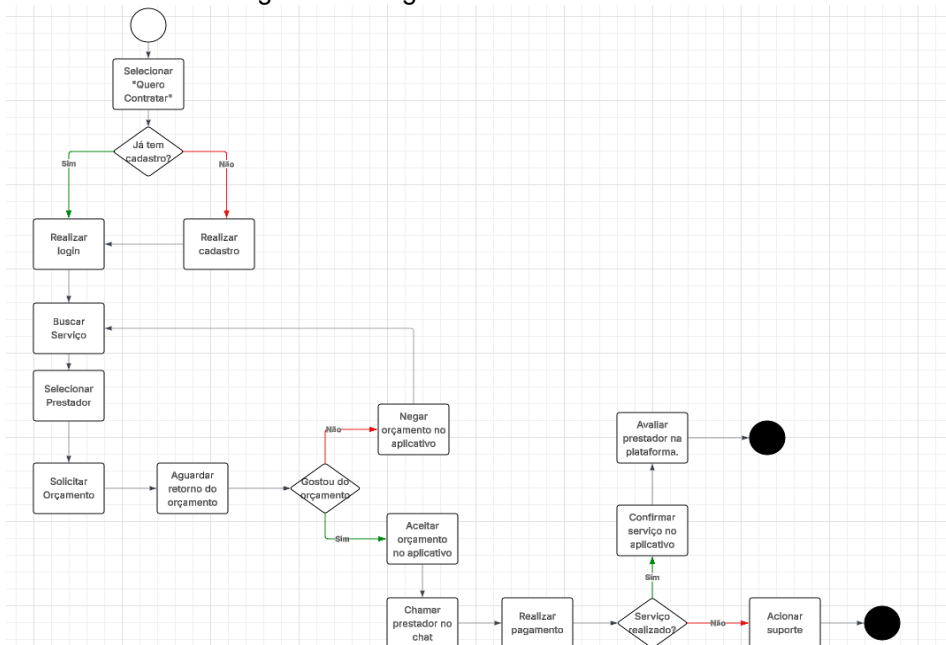 Selecionar
"Quero
Contratar"
Já tem
cadastro?
Sim
Não
Realizar
login
Realizar
cadastro
Buscar
Serviço
Selecionar
Prestador
Negar
orçamento no
aplicativo
Não
Avaliar
prestador na
plataforma.
Solicitar
Orçamento
Aguardar
retorno do
orçamento
Gostou do
orçamento
Sim
Aceitar
orçamento
no aplicativo
Confirmar
serviço no
aplicativo
Sim
Chamar
prestador no
chat
Realizar
pagamento
Serviço
realizado?
Não
Acionar
suporte